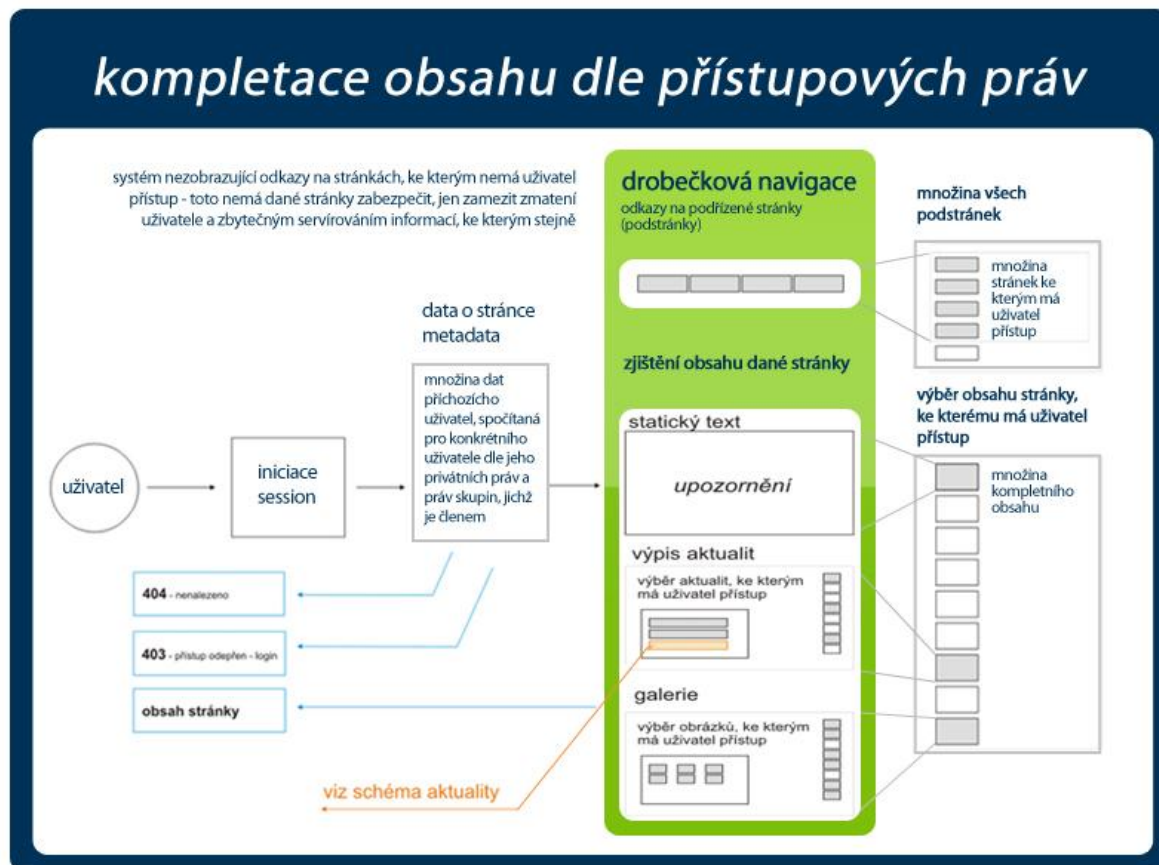 kompletace obsahu dle přístupových práv
systém nezobrazující odkazy na stránkách, ke kterým nemá uživatel
přístup - toto nemá dané stránky zabezpečit, jen zamezit zmatení
uživatele a zbytečným servírováním informací, ke kterým stejně
drobečková navigace
odkazy na podřízené stránky
(podstránky)
množina všech
podstránek
množina
stránek ke
kterým má
uživatel
přístup
data o stránce
metadata
množina dat
příchozícho
uživatel, spočítaná
pro konkrétního
uživatele dle jeho
privátních práv a
práv skupin, jichž
je členem
uživatel
iniciace
session
zjištění obsahu dané stránky
výběr obsahu stránky,
ke kterému má uživatel
přístup
množina
kompletního
obsahu
statický text
upozornění
výpis aktualit
výběr aktualit, ke kterým
má uživatel přístup
galerie
výběr obrázků, ke kterým
má uživatel přístup
404 - nenalezeno
403 - přístup odepřen - login
obsah stránky
viz schéma aktuality